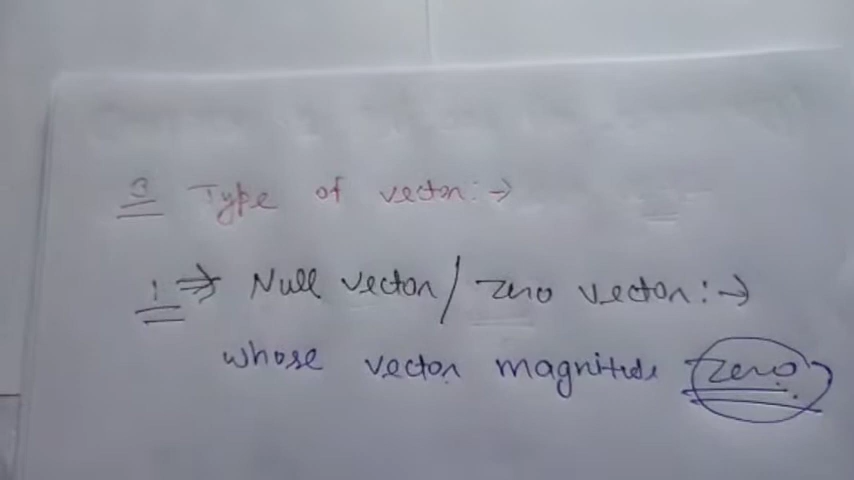 3 Type of vector :→
1 ⇒ Null vector / zero vector :→
whose vector magnitude zero.